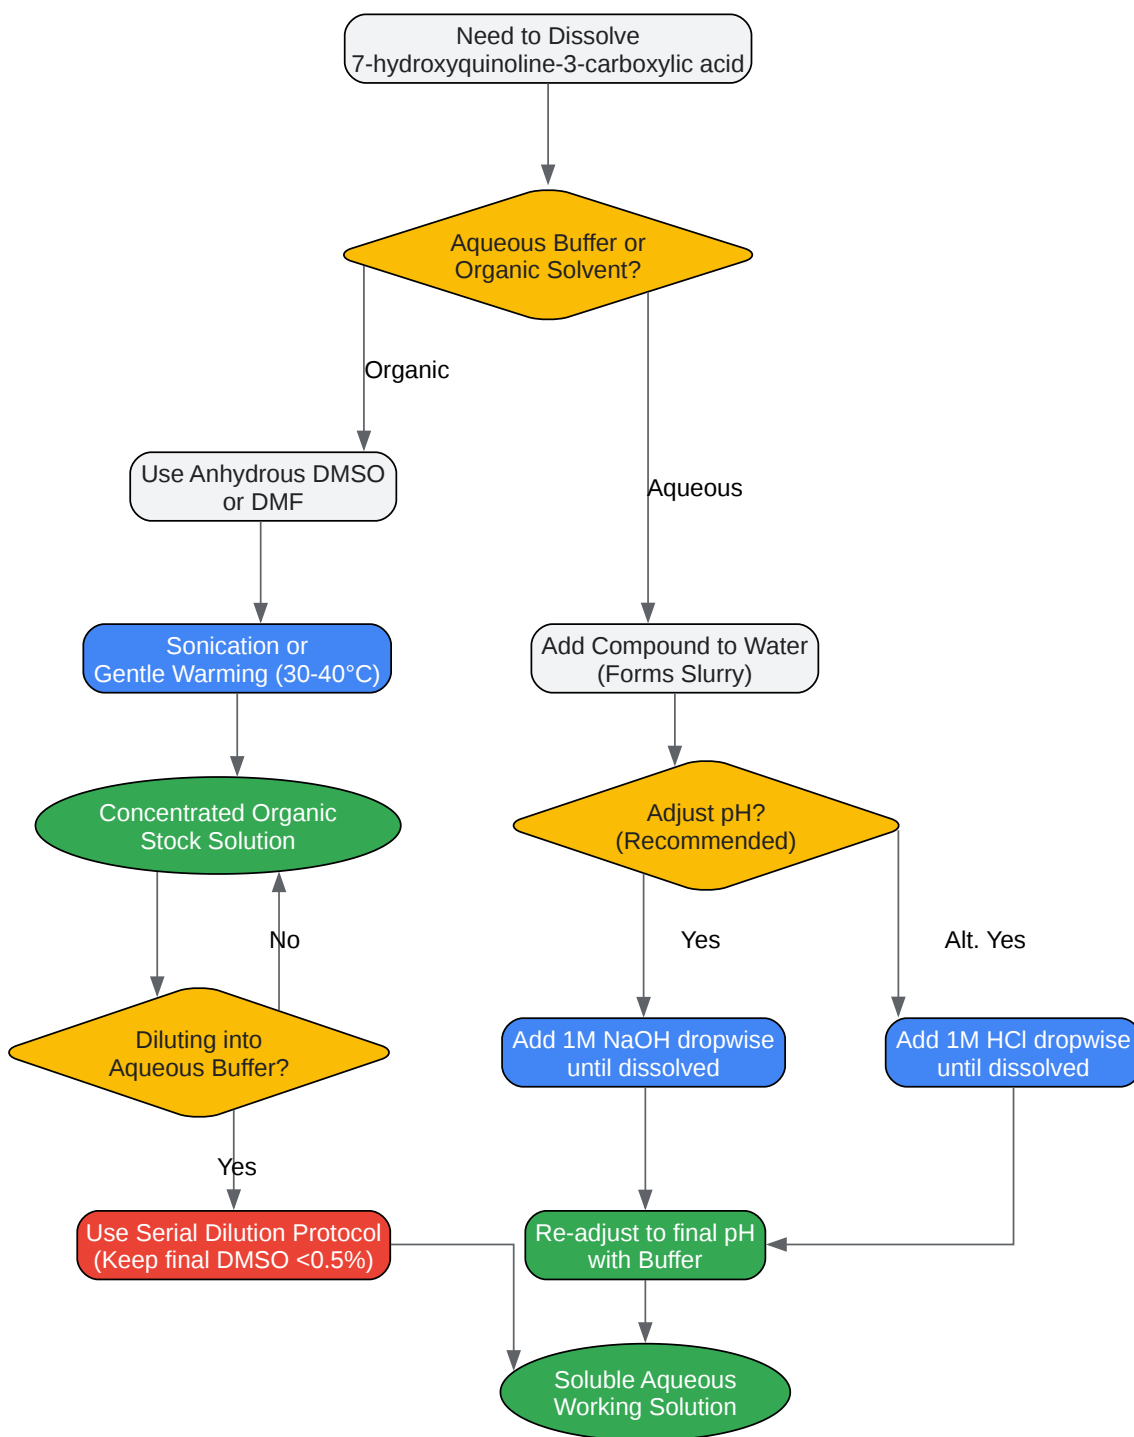 Need to Dissolve
7-hydroxyquinoline-3-carboxylic acid
Aqueous Buffer or
Organic Solvent?
Organic
Aqueous
Use Anhydrous DMSO
or DMF
Sonication or
Gentle Warming (30-40°C)
Add Compound to Water
(Forms Slurry)
Concentrated Organic
Stock Solution
Adjust pH?
(Recommended)
No
Yes
Alt. Yes
Diluting into
Aqueous Buffer?
Add 1M NaOH dropwise
until dissolved
Add 1M HCl dropwise
until dissolved
Yes
Use Serial Dilution Protocol
(Keep final DMSO <0.5%)
Re-adjust to final pH
with Buffer
Soluble Aqueous
Working Solution